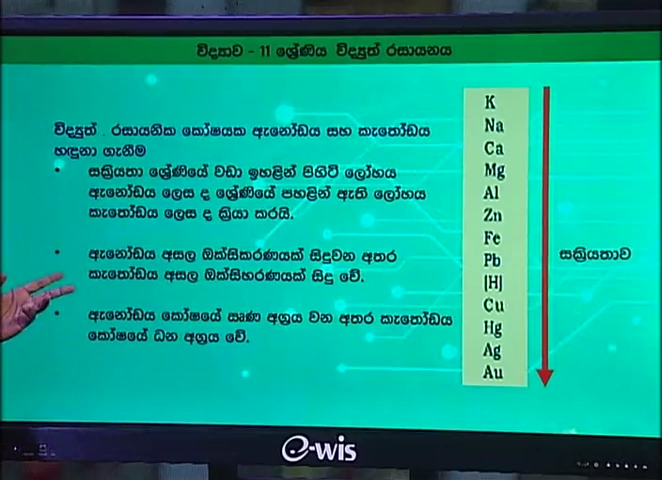 විද්‍යාව - 11 ශ්‍රේණිය විද්‍යුත් රසායනය
විද්‍යුත් . රසායනික කෝෂයක ඇනෝඩය සහ කැතෝඩය
හඳුනා ගැනීම
• සක්‍රියතා ශ්‍රේණියේ වඩා ඉහළින් පිහිටි ලෝහය
ඇනෝඩය ලෙස ද ශ්‍රේණියේ පහළින් ඇති ලෝහය
කැතෝඩය ලෙස ද ක්‍රියා කරයි.
• ඇනෝඩය අසල ඔක්සිකරණයක් සිදුවන අතර
කැතෝඩය අසල ඔක්සිහරණයක් සිදු වේ.
• ඇනෝඩය කෝෂයේ ඍණ අග්‍රය වන අතර කැතෝඩය
කෝෂයේ ධන අග්‍රය වේ.
K
Na
Ca
Mg
Al
Zn
Fe
Pb
[H]
Cu
Hg
Ag
Au
සක්‍රියතාව
e-wis